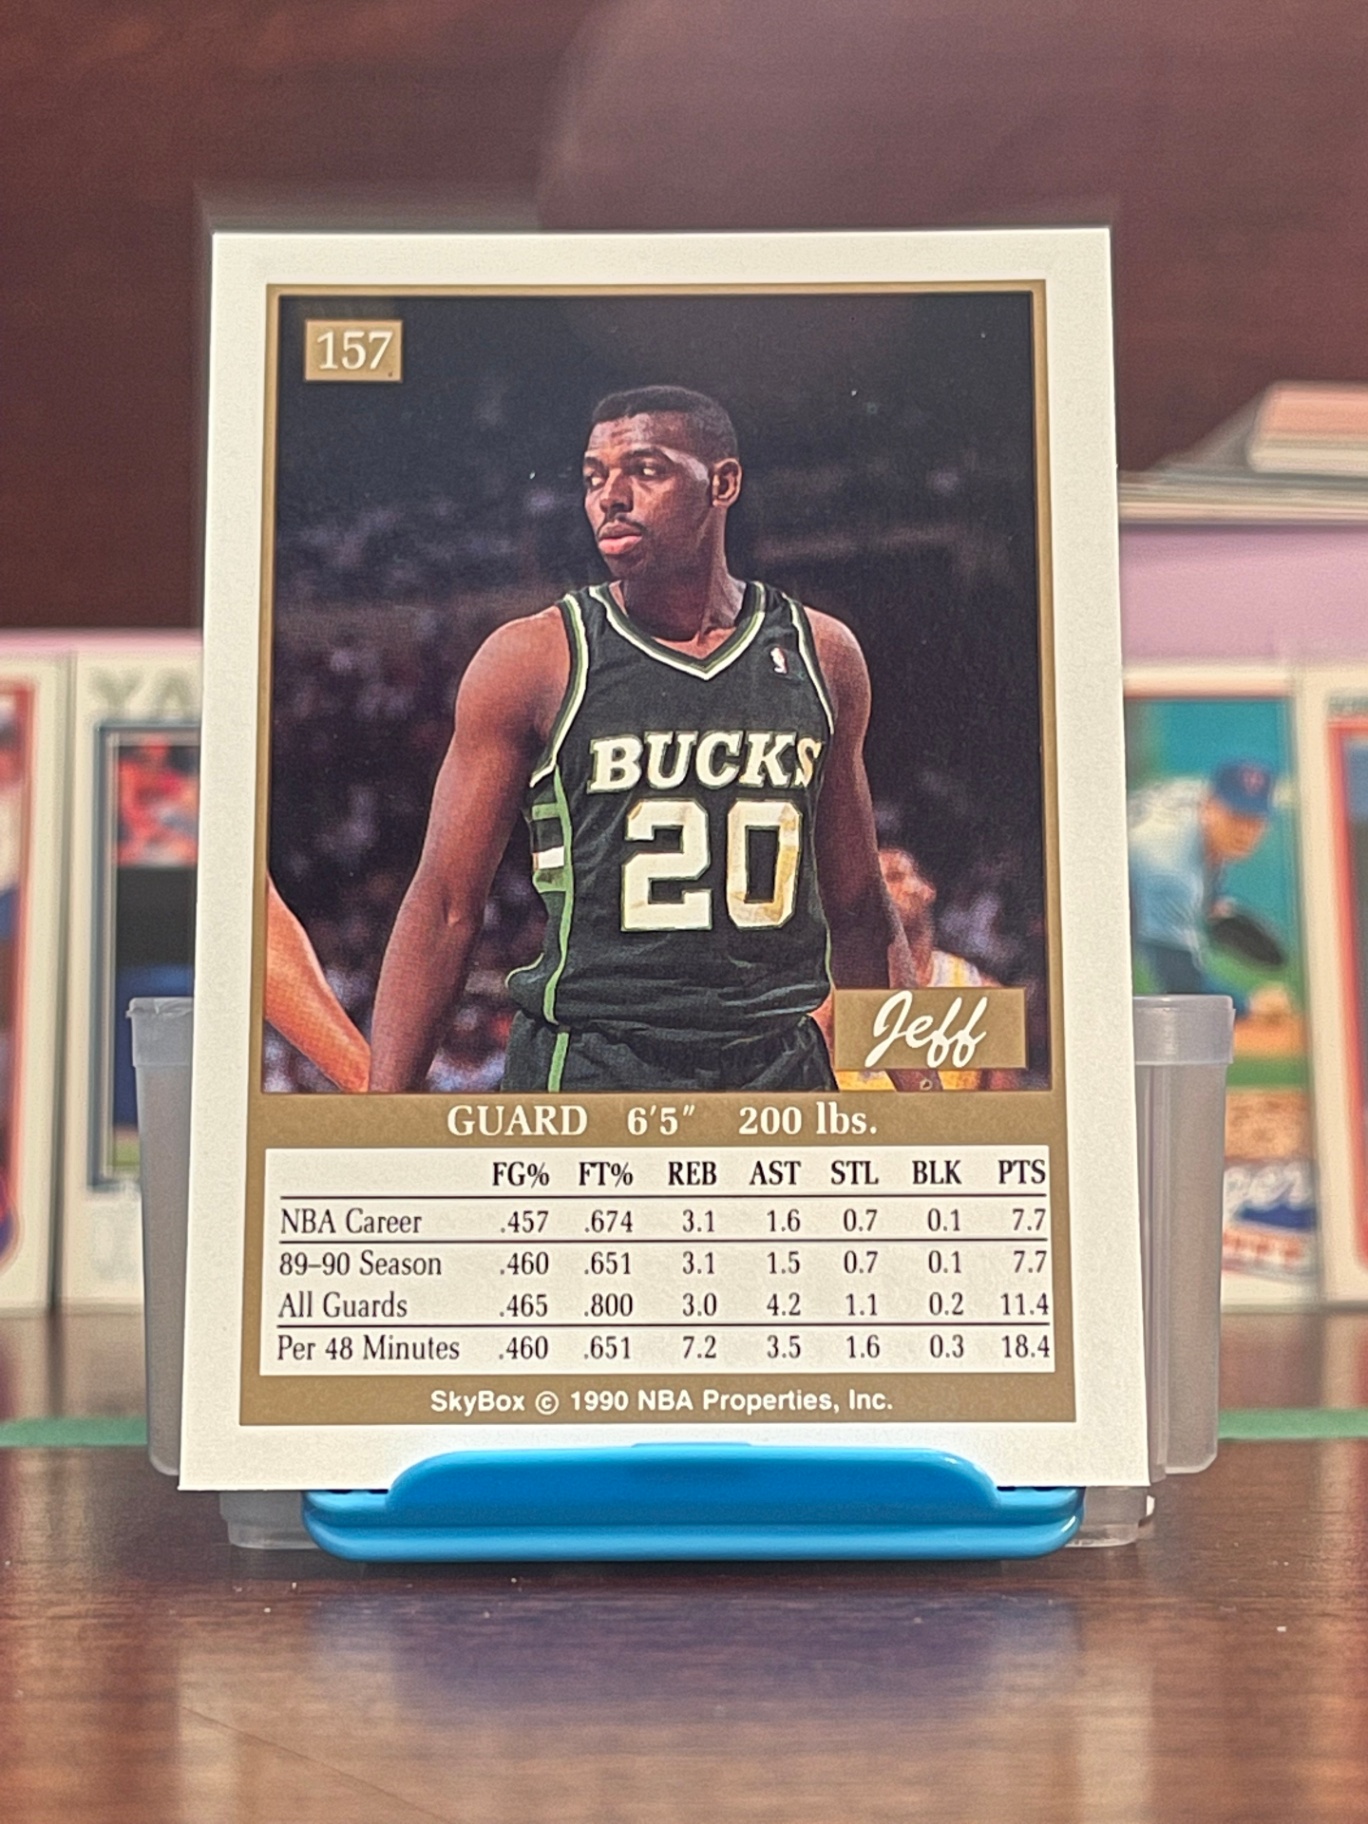 157
BUCKS
20
Jeff
GUARD 6'5" 200 lbs.
FG% FT% REB AST STL BLK PTS
NBA Career .457 .674 3.1 1.6 0.7 0.1 7.7
89–90 Season .460 .651 3.1 1.5 0.7 0.1 7.7
All Guards .465 .800 3.0 4.2 1.1 0.2 11.4
Per 48 Minutes .460 .651 7.2 3.5 1.6 0.3 18.4
SkyBox © 1990 NBA Properties, Inc.